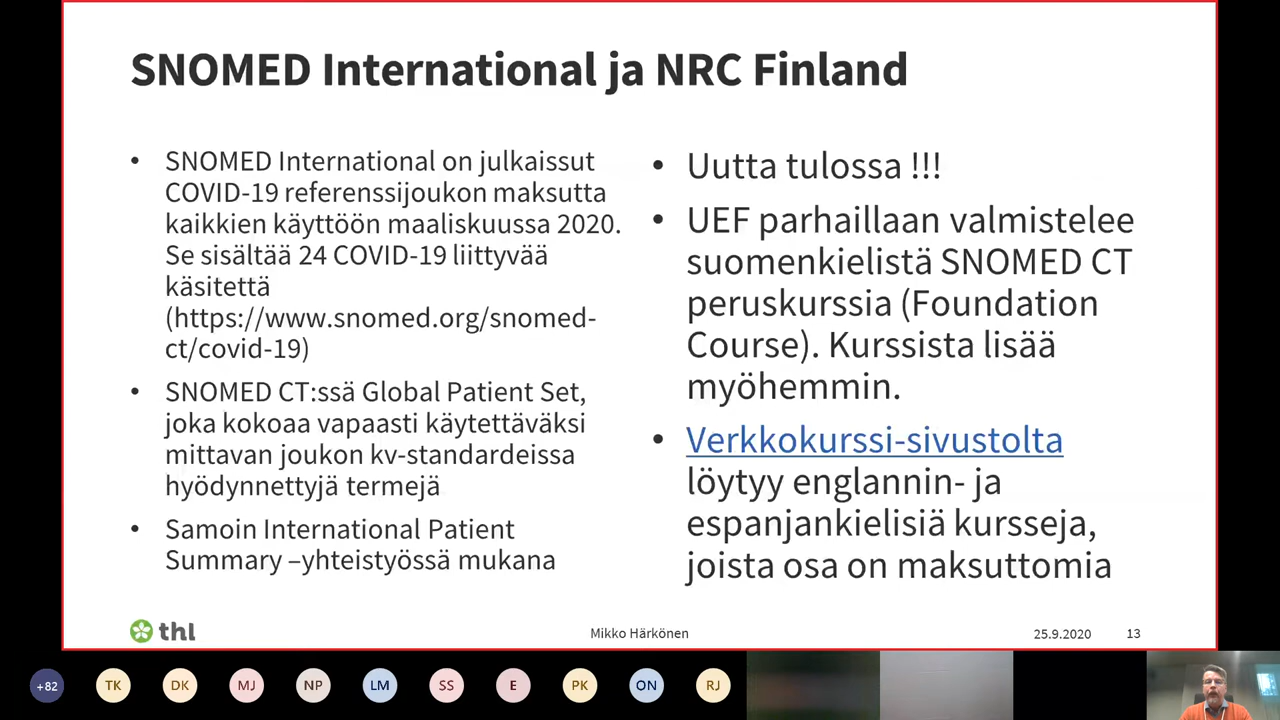 SNOMED International ja NRC Finland
• SNOMED International on julkaissut
COVID-19 referenssijoukon maksutta
kaikkien käyttöön maaliskuussa 2020.
Se sisältää 24 COVID-19 liittyvää
käsitettä
(https://www.snomed.org/snomed-
ct/covid-19)
• SNOMED CT:ssä Global Patient Set,
joka kokoaa vapaasti käytettäväksi
mittavan joukon kv-standardeissa
hyödynnettyjä termejä
• Samoin International Patient
Summary –yhteistyössä mukana
• Uutta tulossa !!!
• UEF parhaillaan valmistelee
suomenkielistä SNOMED CT
peruskurssia (Foundation
Course). Kurssista lisää
myöhemmin.
• Verkkokurssi-sivustolta
löytyy englannin- ja
espanjankielisiä kursseja,
joista osa on maksuttomia
thl
Mikko Härkönen
25.9.2020
13
+82 TK DK MJ NP LM SS E PK ON RJ